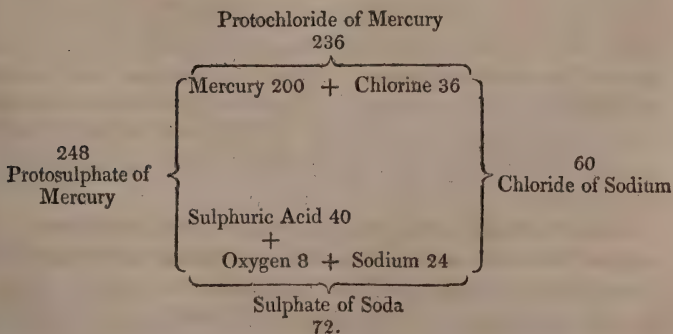 Protochloride of Mercury
236
Mercury 200 + Chlorine 36
248
Protosulphate of
Mercury
60
Chloride of Sodium
Sulphuric Acid 40
+
Oxygen 8 + Sodium 24
Sulphate of Soda
72.